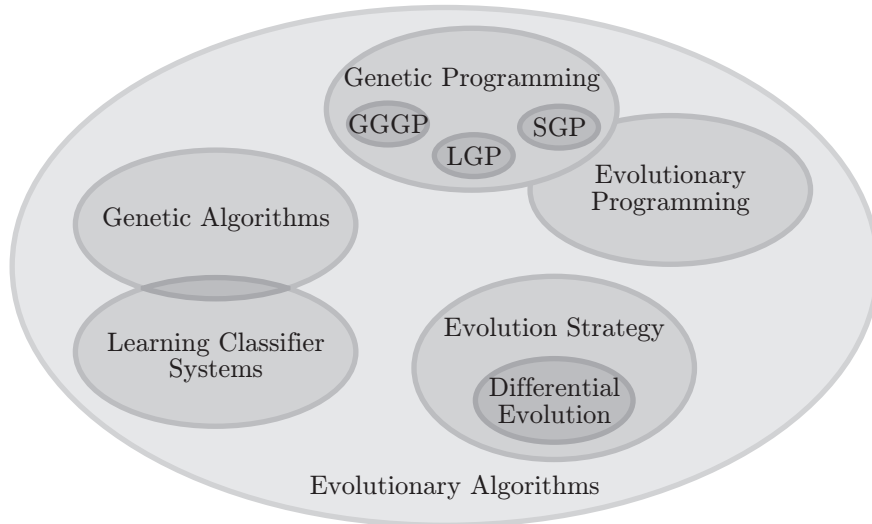 Genetic Programming
GGGP
SGP
LGP
Evolutionary
Programming
Genetic Algorithms
Learning Classifier
Systems
Evolution Strategy
Differential
Evolution
Evolutionary Algorithms